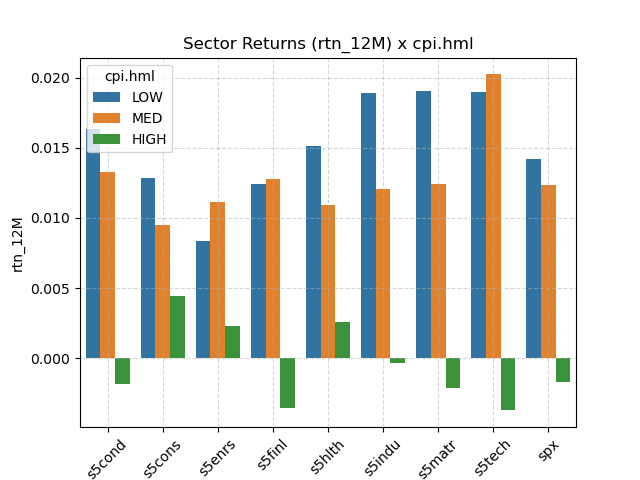 Sector Returns (rtn_12M) x cpi.hml
cpi.hml
LOW
MED
HIGH
rtn_12M
0.020
0.015
0.010
0.005
0.000
s5cond
s5cons
s5enrs
s5finl
s5hlth
s5indu
s5matr
s5tech
spx